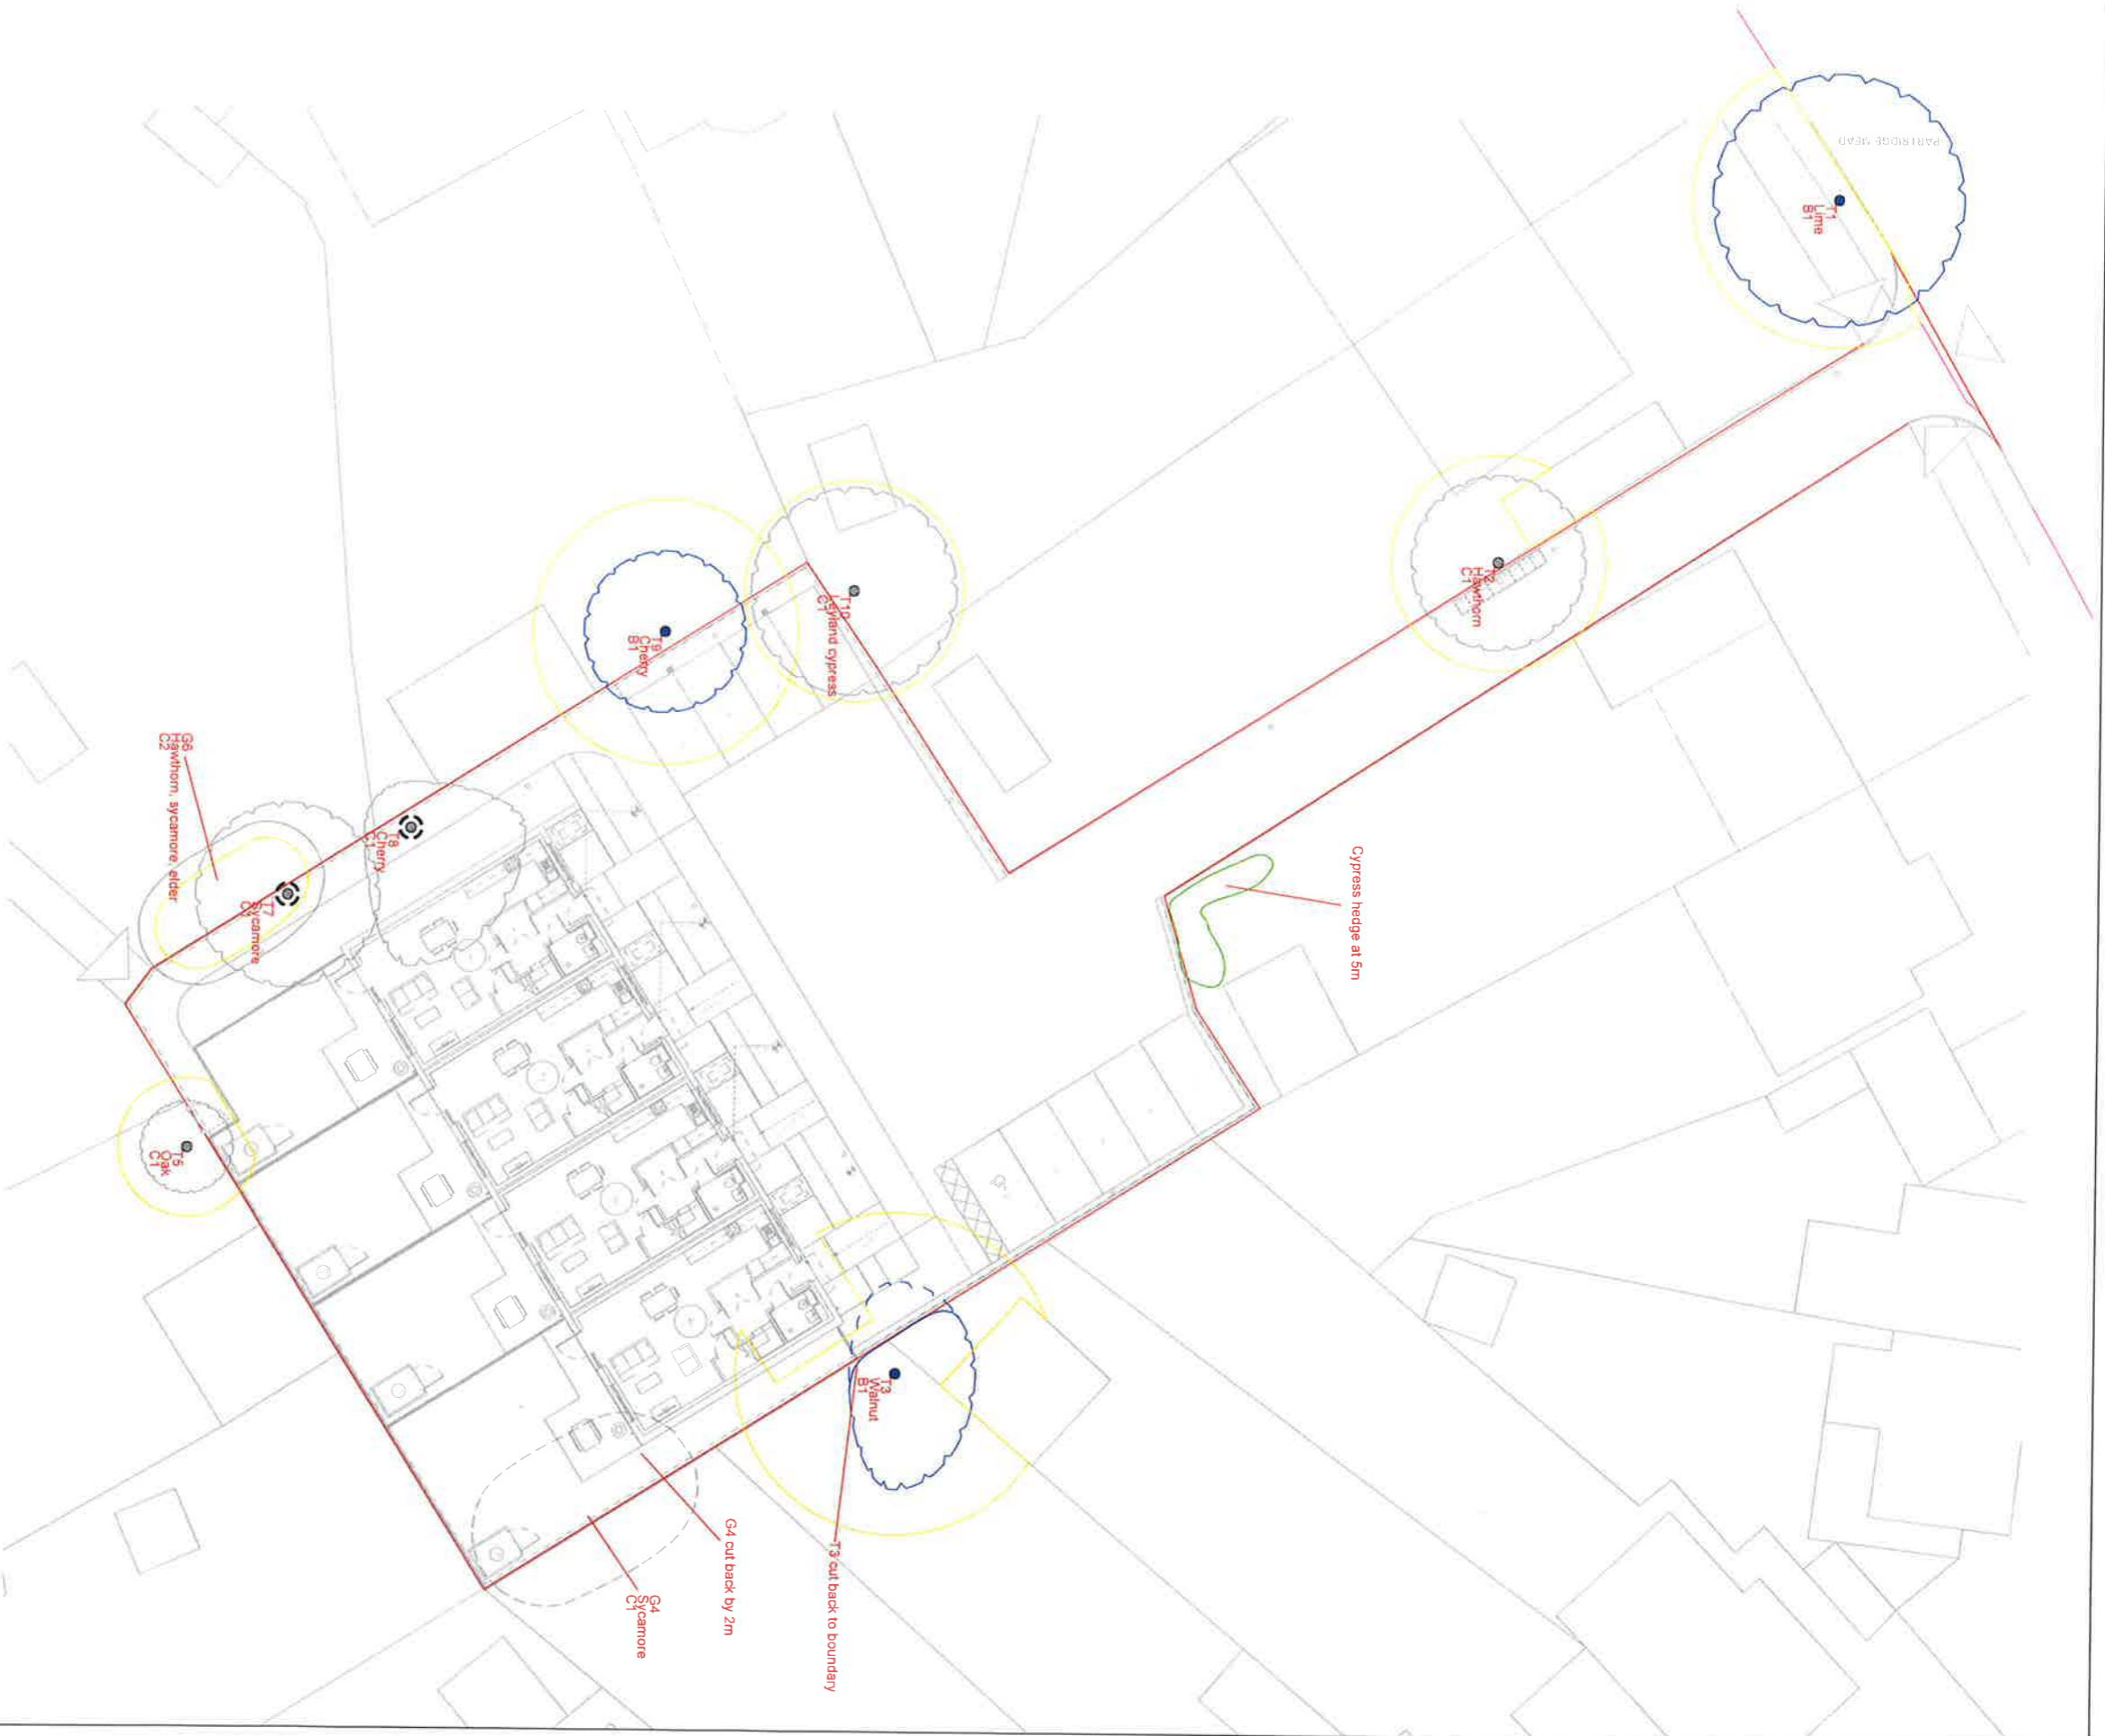 PARTRIDGE MEAD
T1
Lime
B1
T2
Hawthorn
C1
T10
Leyland cypress
C1
T9
Cherry
B1
Cypress hedge at 5m
G6
Hawthorn, sycamore, elder
C2
T8
Cherry
C1
T7
Sycamore
C1
T5
Oak
C1
T3
Walnut
B1
T3 cut back to boundary
G4 cut back by 2m
G4
Sycamore
C1